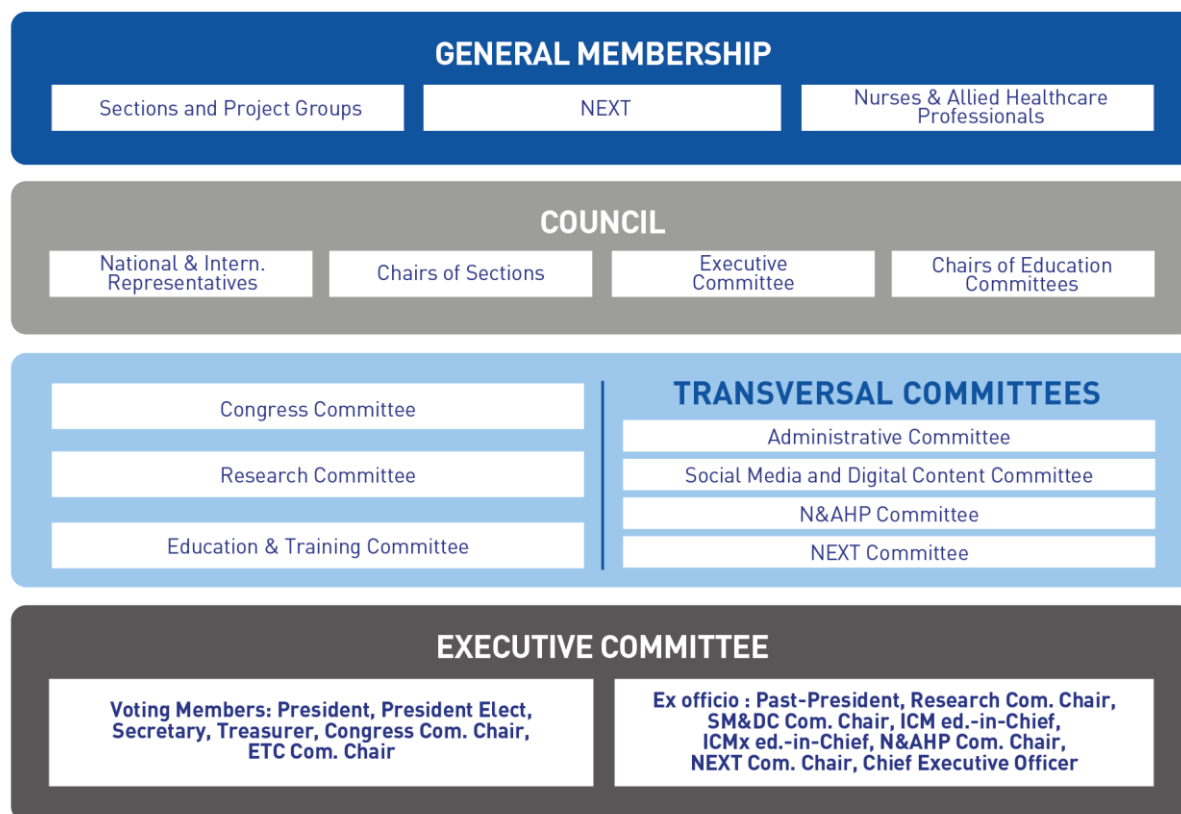 GENERAL MEMBERSHIP
Sections and Project Groups
NEXT
Nurses & Allied Healthcare
Professionals
COUNCIL
National & Intern.
Representatives
Chairs of Sections
Executive
Committee
Chairs of Education
Committees
Congress Committee
Research Committee
Education & Training Committee
TRANSVERSAL COMMITTEES
Administrative Committee
Social Media and Digital Content Committee
N&AHP Committee
NEXT Committee
EXECUTIVE COMMITTEE
Voting Members: President, President Elect,
Secretary, Treasurer, Congress Com. Chair,
ETC Com. Chair
Ex officio : Past-President, Research Com. Chair,
SM&DC Com. Chair, ICM ed.-in-Chief,
ICMx ed.-in-Chief, N&AHP Com. Chair,
NEXT Com. Chair, Chief Executive Officer